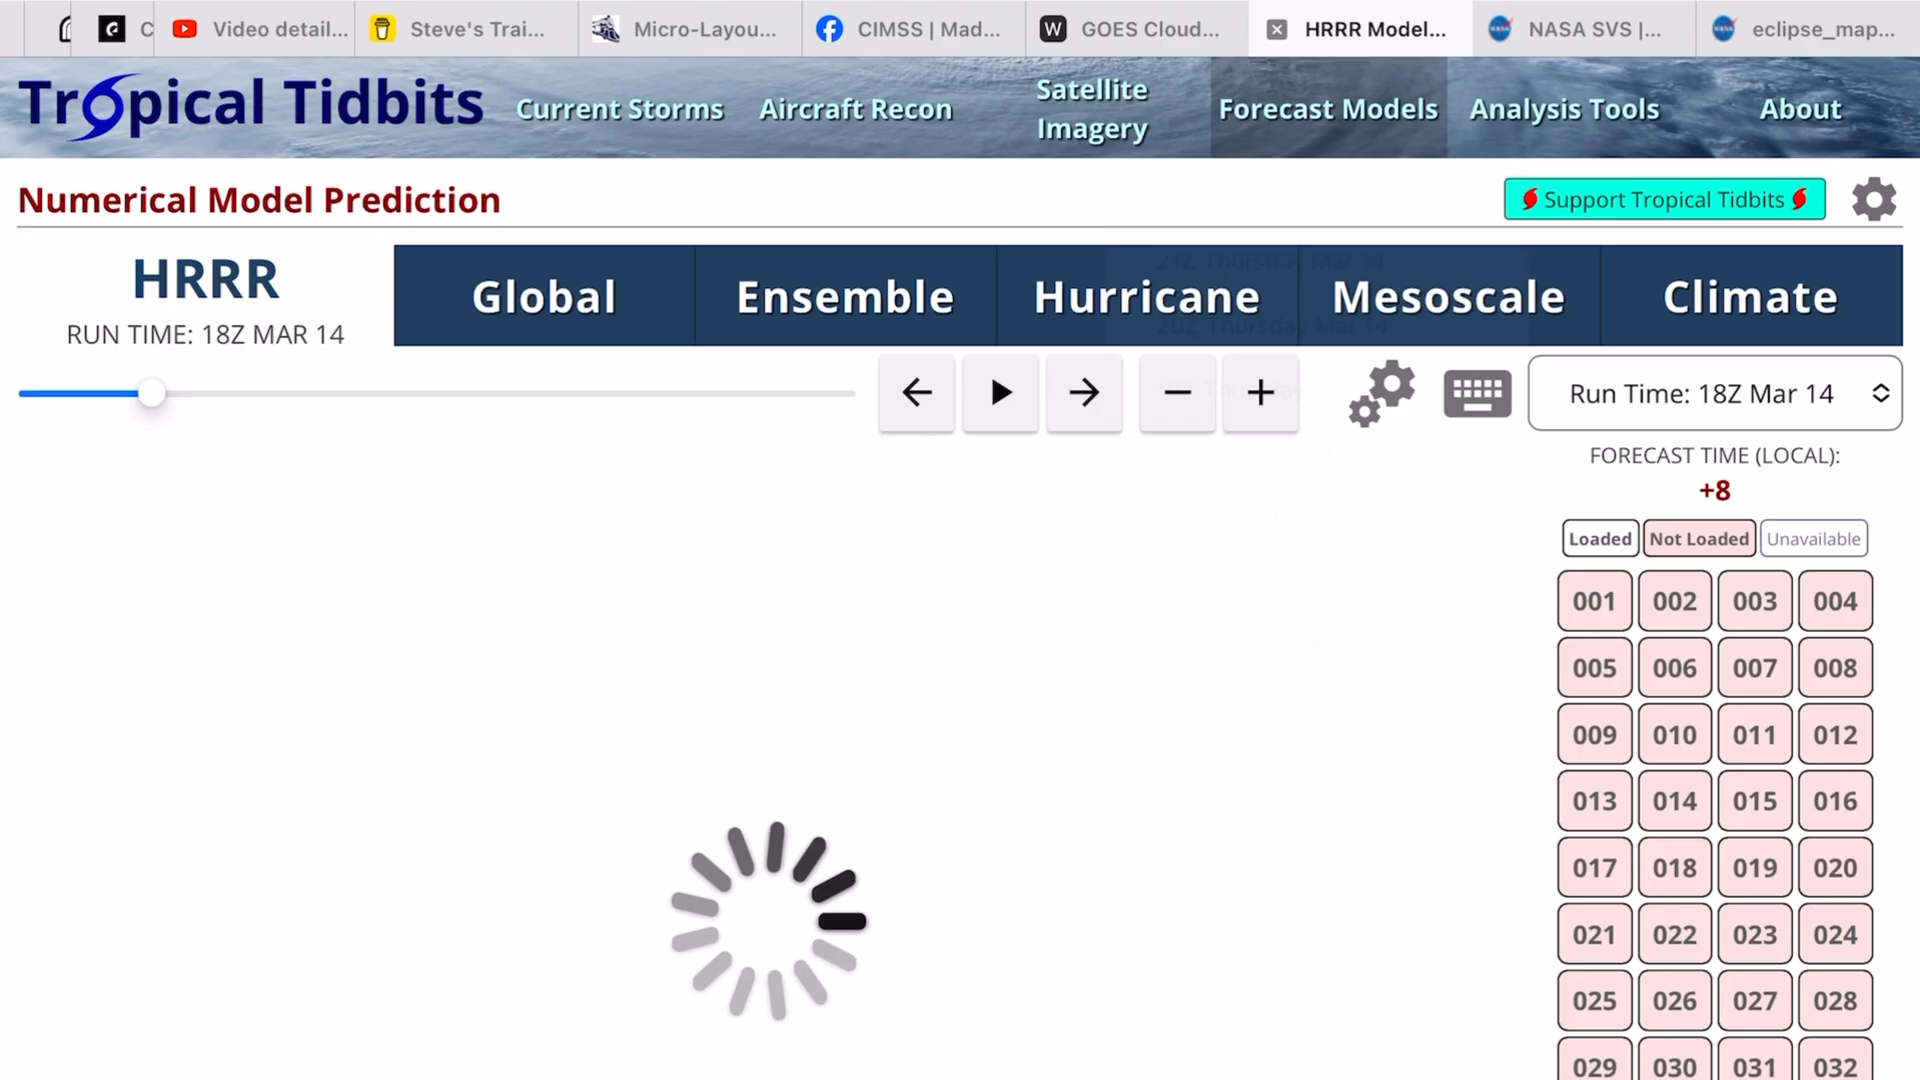 C
Video detail...
Steve's Trai...
Micro-Layou...
CIMSS | Mad...
GOES Cloud...
HRRR Model...
NASA SVS |...
eclipse_map...
Tropical Tidbits
Current Storms
Aircraft Recon
Satellite
Imagery
Forecast Models
Analysis Tools
About
Numerical Model Prediction
Support Tropical Tidbits
HRRR
RUN TIME: 18Z MAR 14
Global
Ensemble
Hurricane
Mesoscale
Climate
Run Time: 18Z Mar 14
FORECAST TIME (LOCAL):
+8
Loaded Not Loaded Unavailable
001 002 003 004
005 006 007 008
009 010 011 012
013 014 015 016
017 018 019 020
021 022 023 024
025 026 027 028
029 030 031 032